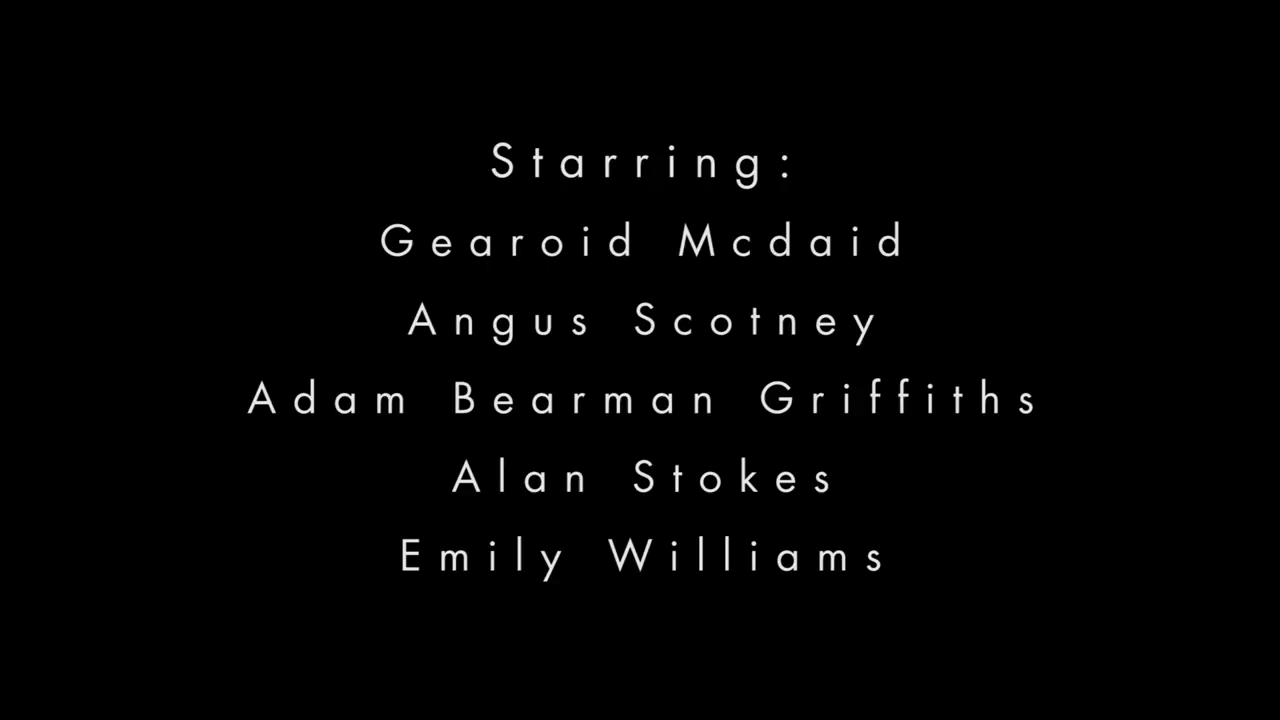 Starring:
Gearoid Mcdaid
Angus Scotney
Adam Bearman Griffiths
Alan Stokes
Emily Williams